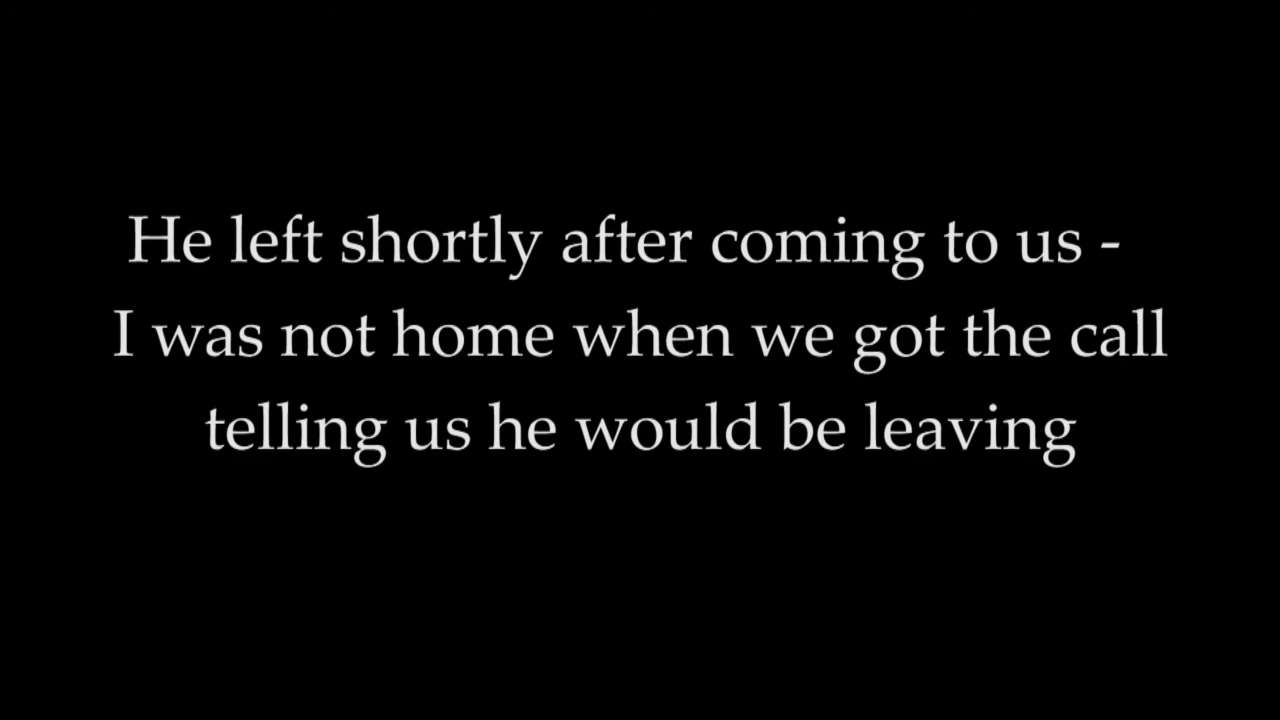 He left shortly after coming to us -
I was not home when we got the call
telling us he would be leaving